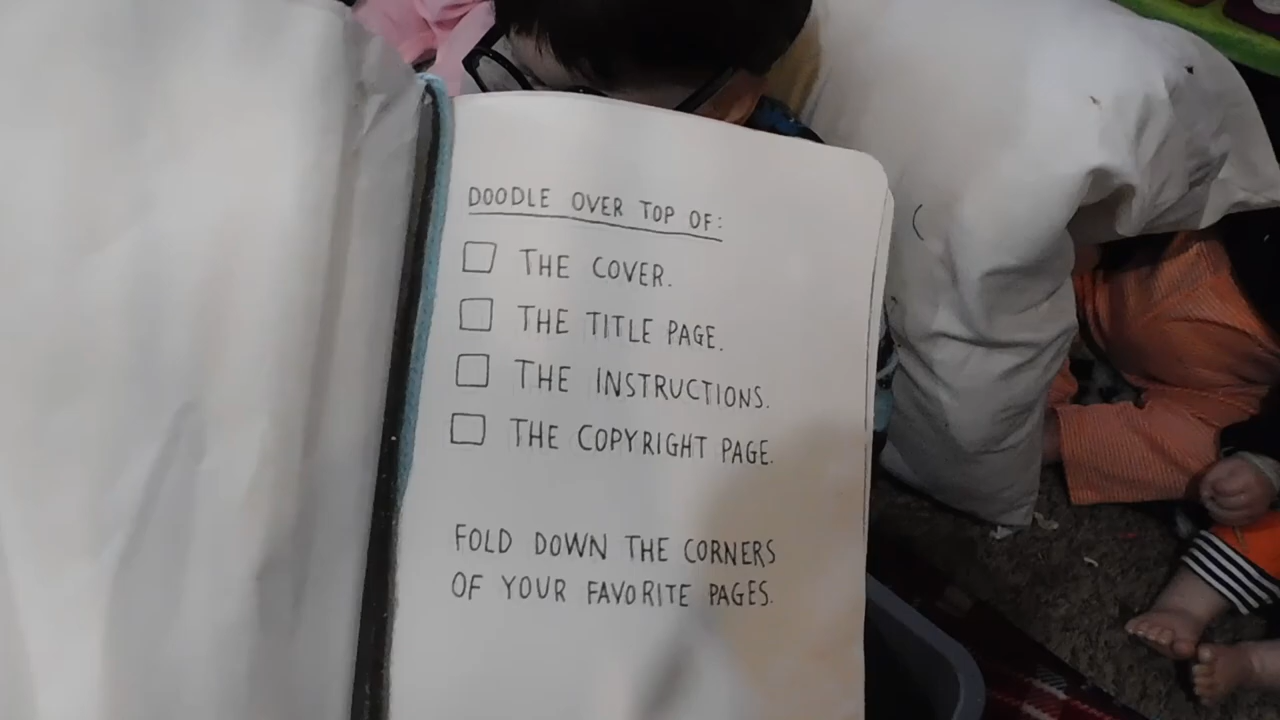 DOODLE OVER TOP OF:
THE COVER.
THE TITLE PAGE.
THE INSTRUCTIONS.
THE COPYRIGHT PAGE.
FOLD DOWN THE CORNERS
OF YOUR FAVORITE PAGES.